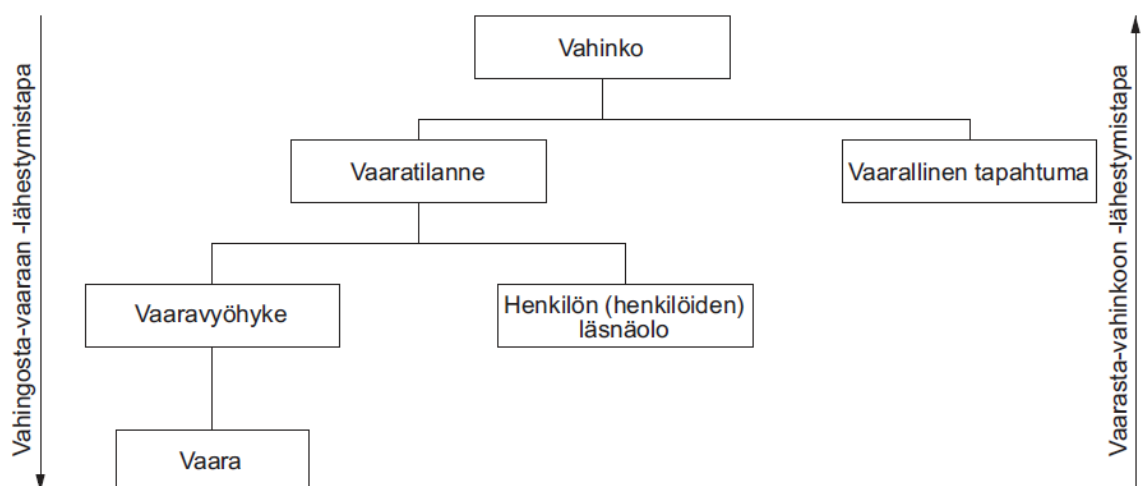 Vahinko
Vahingosta-vaaraan -lähestymistapa
Vaarasta-vahinkoon -lähestymistapa
Vaaratilanne
Vaarallinen tapahtuma
Vaaravyöhyke
Henkilön (henkilöiden)
läsnäolo
Vaara